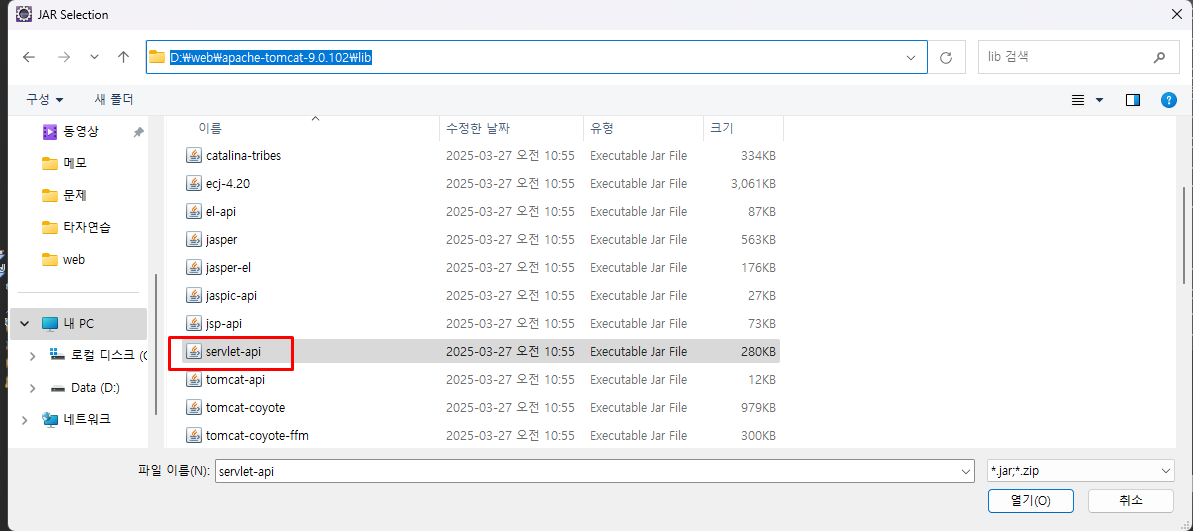 JAR Selection
D:₩web₩apache-tomcat-9.0.102₩lib
lib 검색
구성 새 폴더
이름 수정한 날짜 유형 크기
동영상
메모
문제
타자연습
web
내 PC
로컬 디스크 (
Data (D:)
네트워크
catalina-tribes 2025-03-27 오전 10:55 Executable Jar File 334KB
ecj-4.20 2025-03-27 오전 10:55 Executable Jar File 3,061KB
el-api 2025-03-27 오전 10:55 Executable Jar File 87KB
jasper 2025-03-27 오전 10:55 Executable Jar File 563KB
jasper-el 2025-03-27 오전 10:55 Executable Jar File 176KB
jaspic-api 2025-03-27 오전 10:55 Executable Jar File 27KB
jsp-api 2025-03-27 오전 10:55 Executable Jar File 73KB
servlet-api 2025-03-27 오전 10:55 Executable Jar File 280KB
tomcat-api 2025-03-27 오전 10:55 Executable Jar File 12KB
tomcat-coyote 2025-03-27 오전 10:55 Executable Jar File 979KB
tomcat-coyote-ffm 2025-03-27 오전 10:55 Executable Jar File 300KB
파일 이름(N): servlet-api *.jar;*.zip
열기(O) 취소